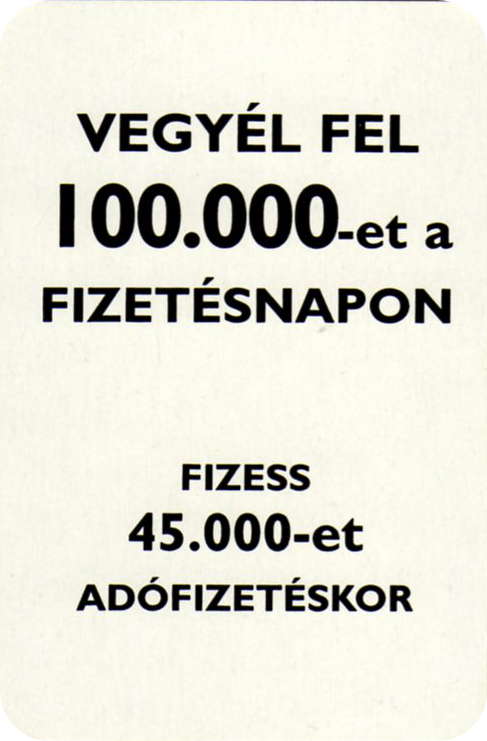 VEGYÉL FEL
100.000-et a
FIZETÉSNAPON
FIZESS
45.000-et
ADÓFIZETÉSKOR